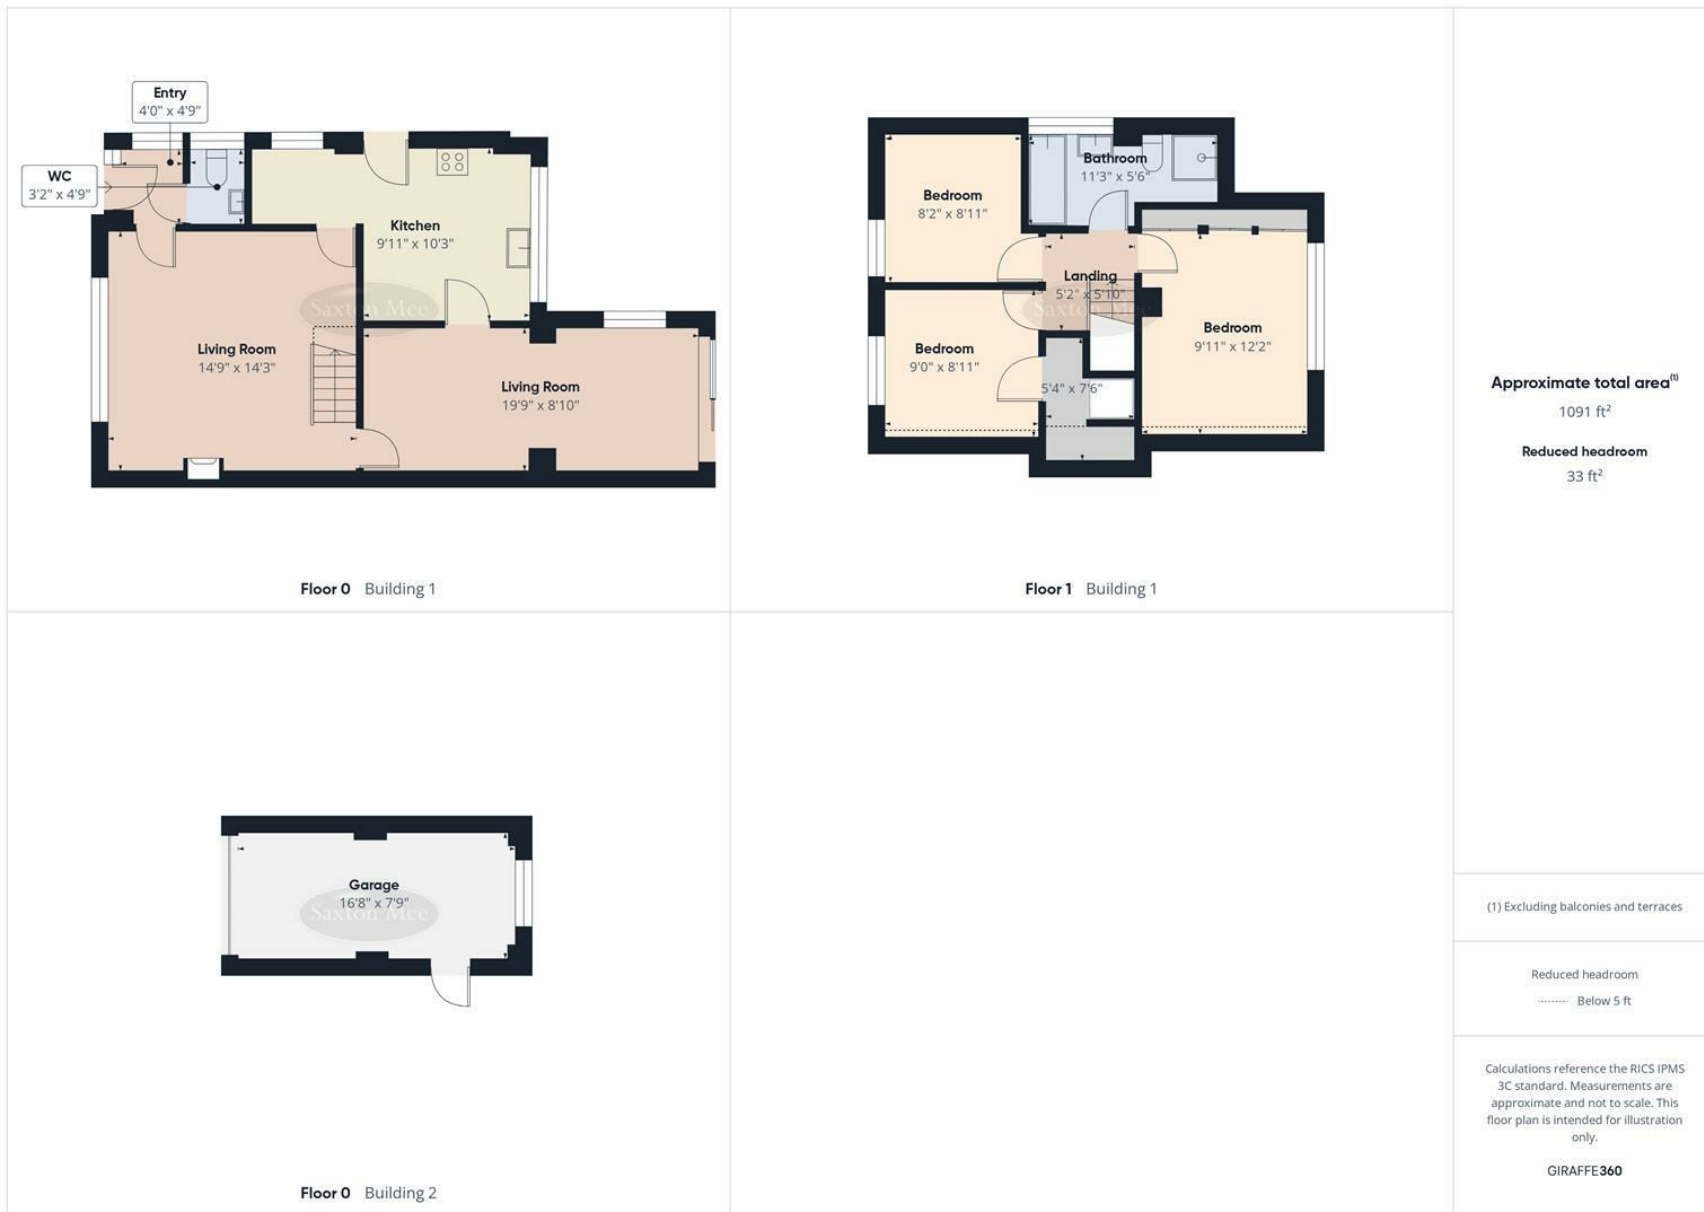 Entry
4'0" x 4'9"
WC
3'2" x 4'9"
Kitchen
9'11" x 10'3"
Saxton Mee
Living Room
14'9" x 14'3"
Living Room
19'9" x 8'10"
Floor 0 Building 1
Bathroom
11'3" x 5'6"
Bedroom
8'2" x 8'11"
Landing
5'2" x 5'10"
Saxton Mee
Bedroom
9'11" x 12'2"
Bedroom
9'0" x 8'11"
5'4" x 7'6"
Floor 1 Building 1
Garage
16'8" x 7'9"
Saxton Mee
Floor 0 Building 2
Approximate total area(1)
1091 ft²
Reduced headroom
33 ft²
(1) Excluding balconies and terraces
Reduced headroom
Below 5 ft
Calculations reference the RICS IPMS
3C standard. Measurements are
approximate and not to scale. This
floor plan is intended for illustration
only.
GIRAFFE360